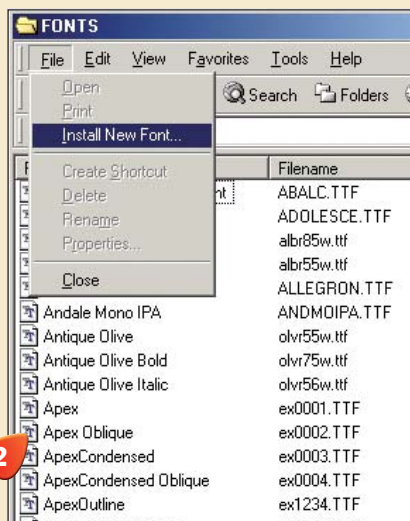 FONTS
File Edit View Favorites Tools Help
Open
Print
Install New Font...
Create Shortcut
Delete
Rename
Properties...
Close
Search Folders
Filename
ABALC.TTF
ADOLESCE.TTF
albr85w.ttf
albr55w.ttf
ALLEGRON.TTF
Andale Mono IPA ANDMOIPA.TTF
Antique Olive olvr55w.ttf
Antique Olive Bold olvr75w.ttf
Antique Olive Italic olvr56w.ttf
Apex ex0001.TTF
Apex Oblique ex0002.TTF
2
ApexCondensed ex0003.TTF
ApexCondensed Oblique ex0004.TTF
ApexOutline ex1234.TTF